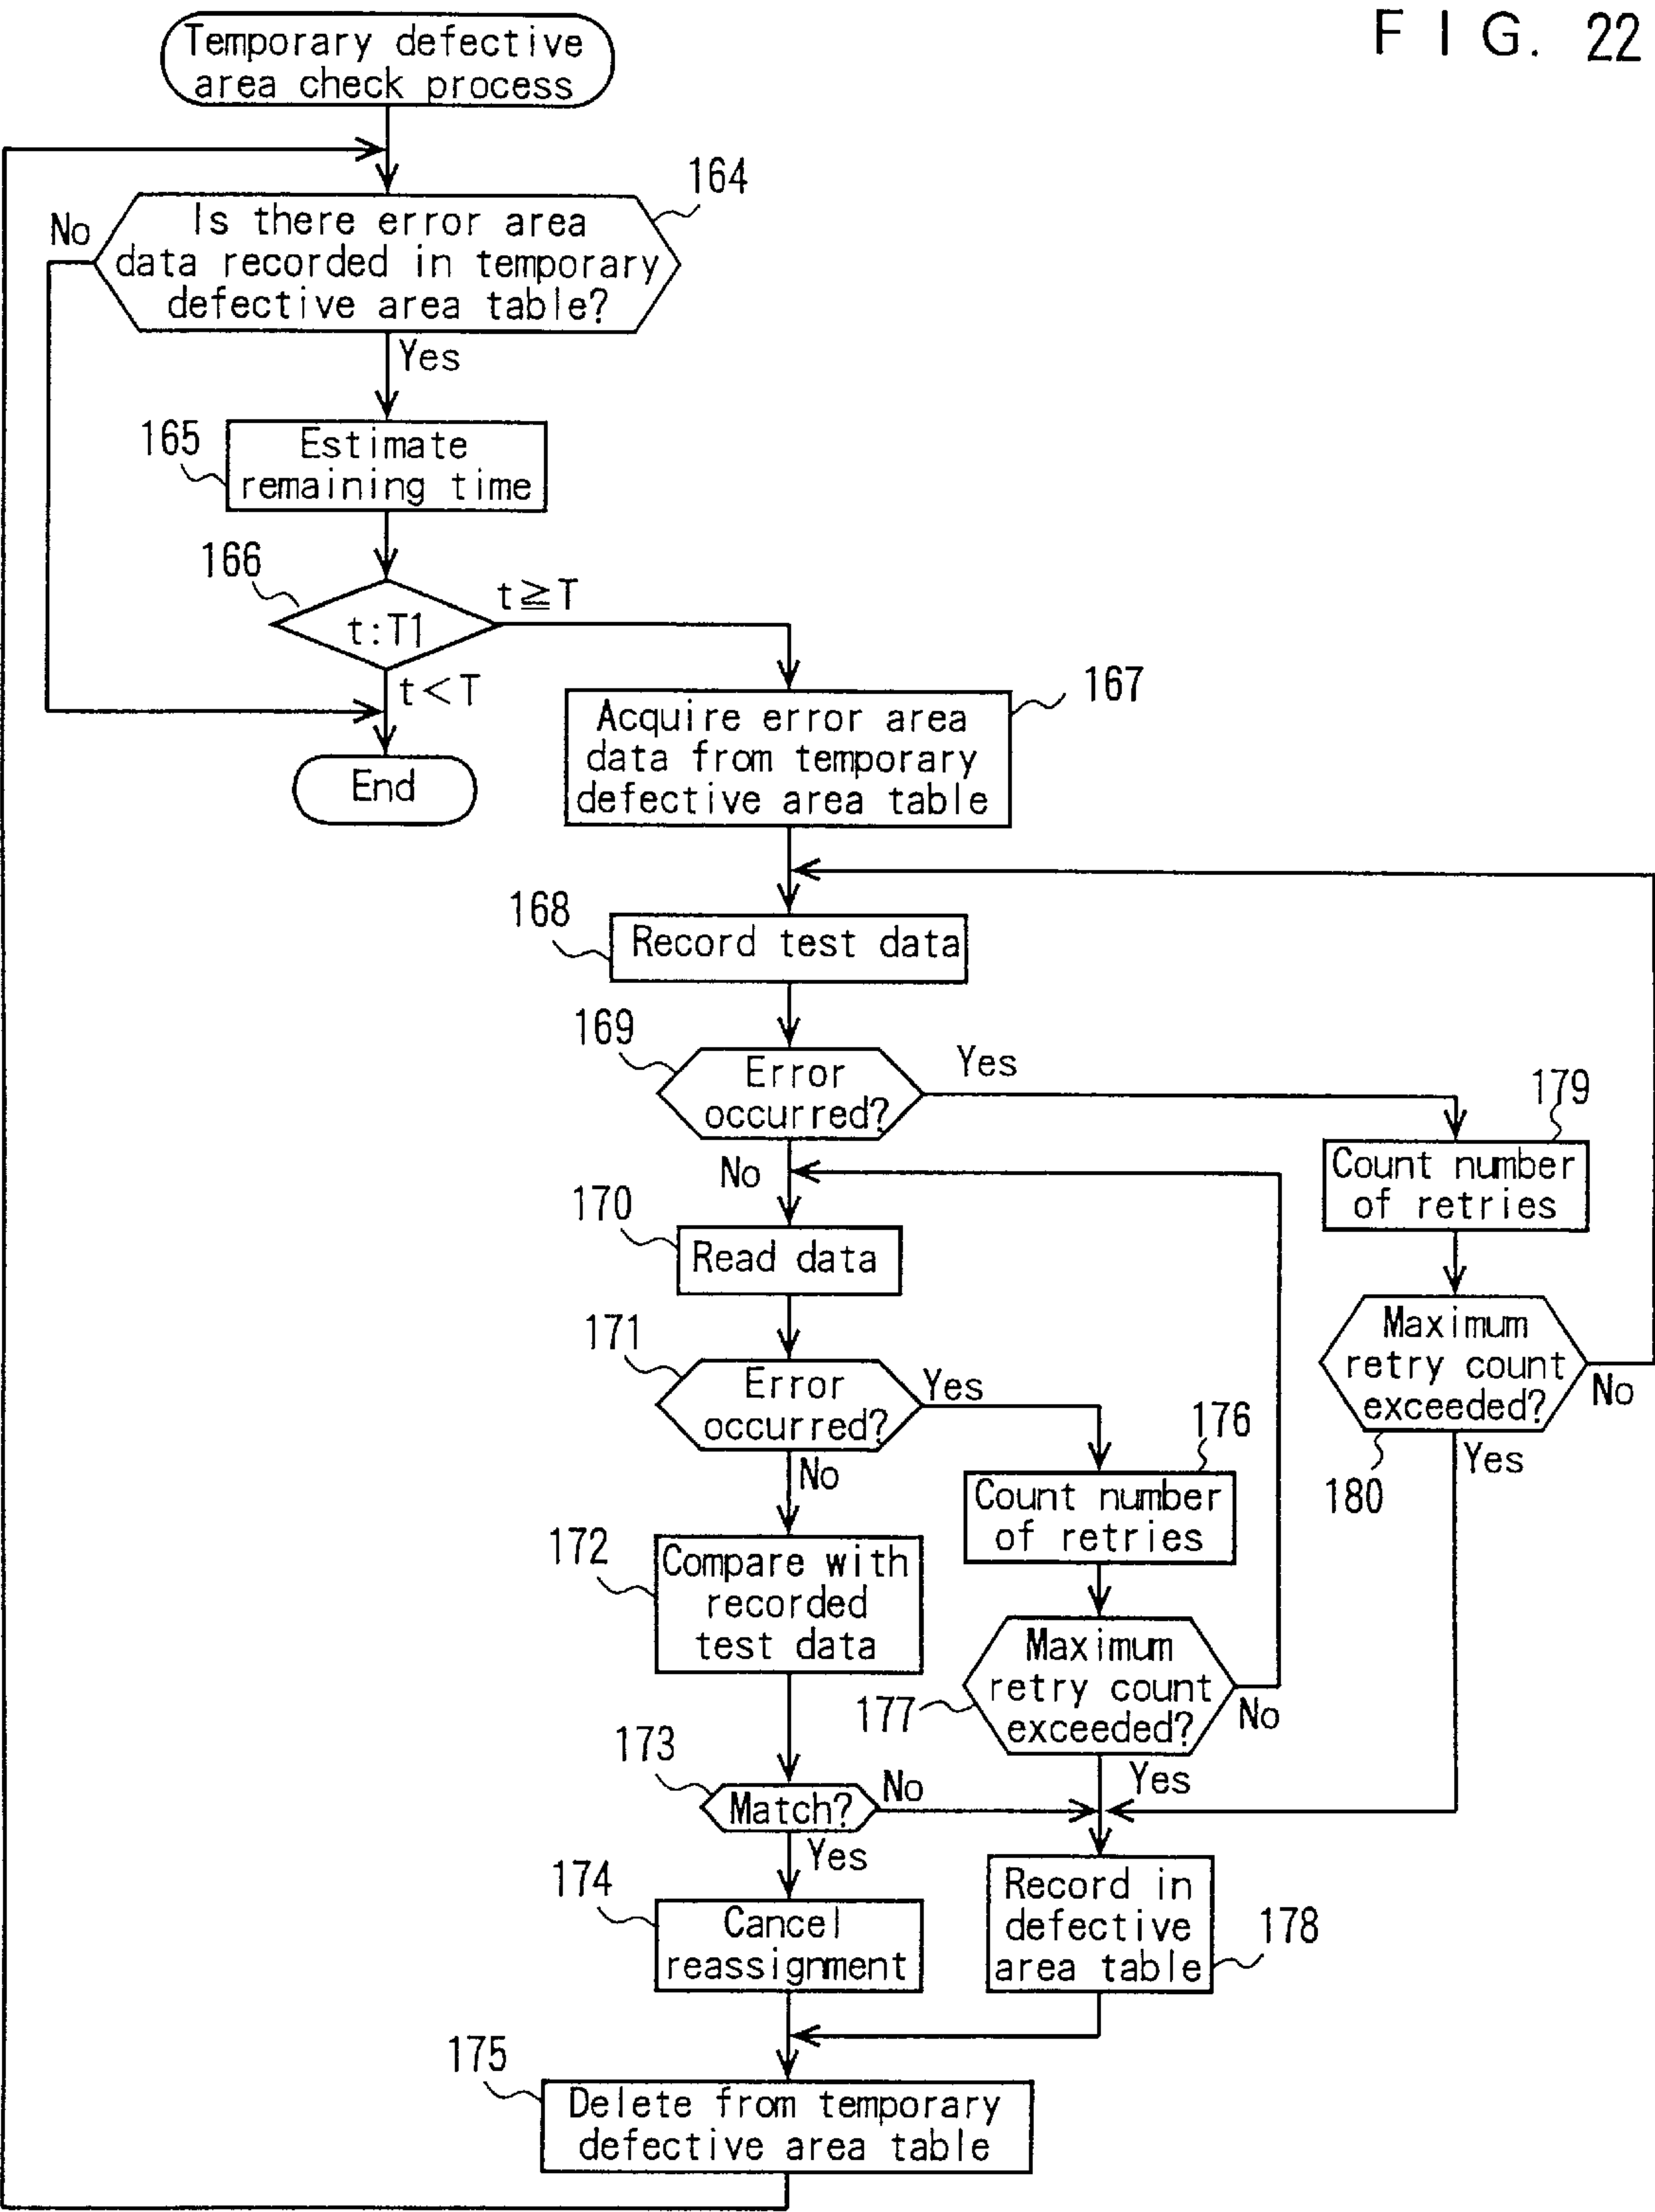 FIG. 22
Temporary defective
area check process
164
No
Is there error area
data recorded in temporary
defective area table?
Yes
165
Estimate
remaining time
166
t:T1
t≧T
t<T
End
167
Acquire error area
data from temporary
defective area table
168
Record test data
169
Error
occurred?
Yes
No
179
Count number
of retries
170
Read data
180
Maximum
retry count
exceeded?
No
Yes
171
Error
occurred?
Yes
No
176
Count number
of retries
172
Compare with
recorded
test data
177
Maximum
retry count
exceeded?
No
Yes
173
Match?
No
Yes
174
Cancel
reassignment
178
Record in
defective
area table
175
Delete from temporary
defective area table